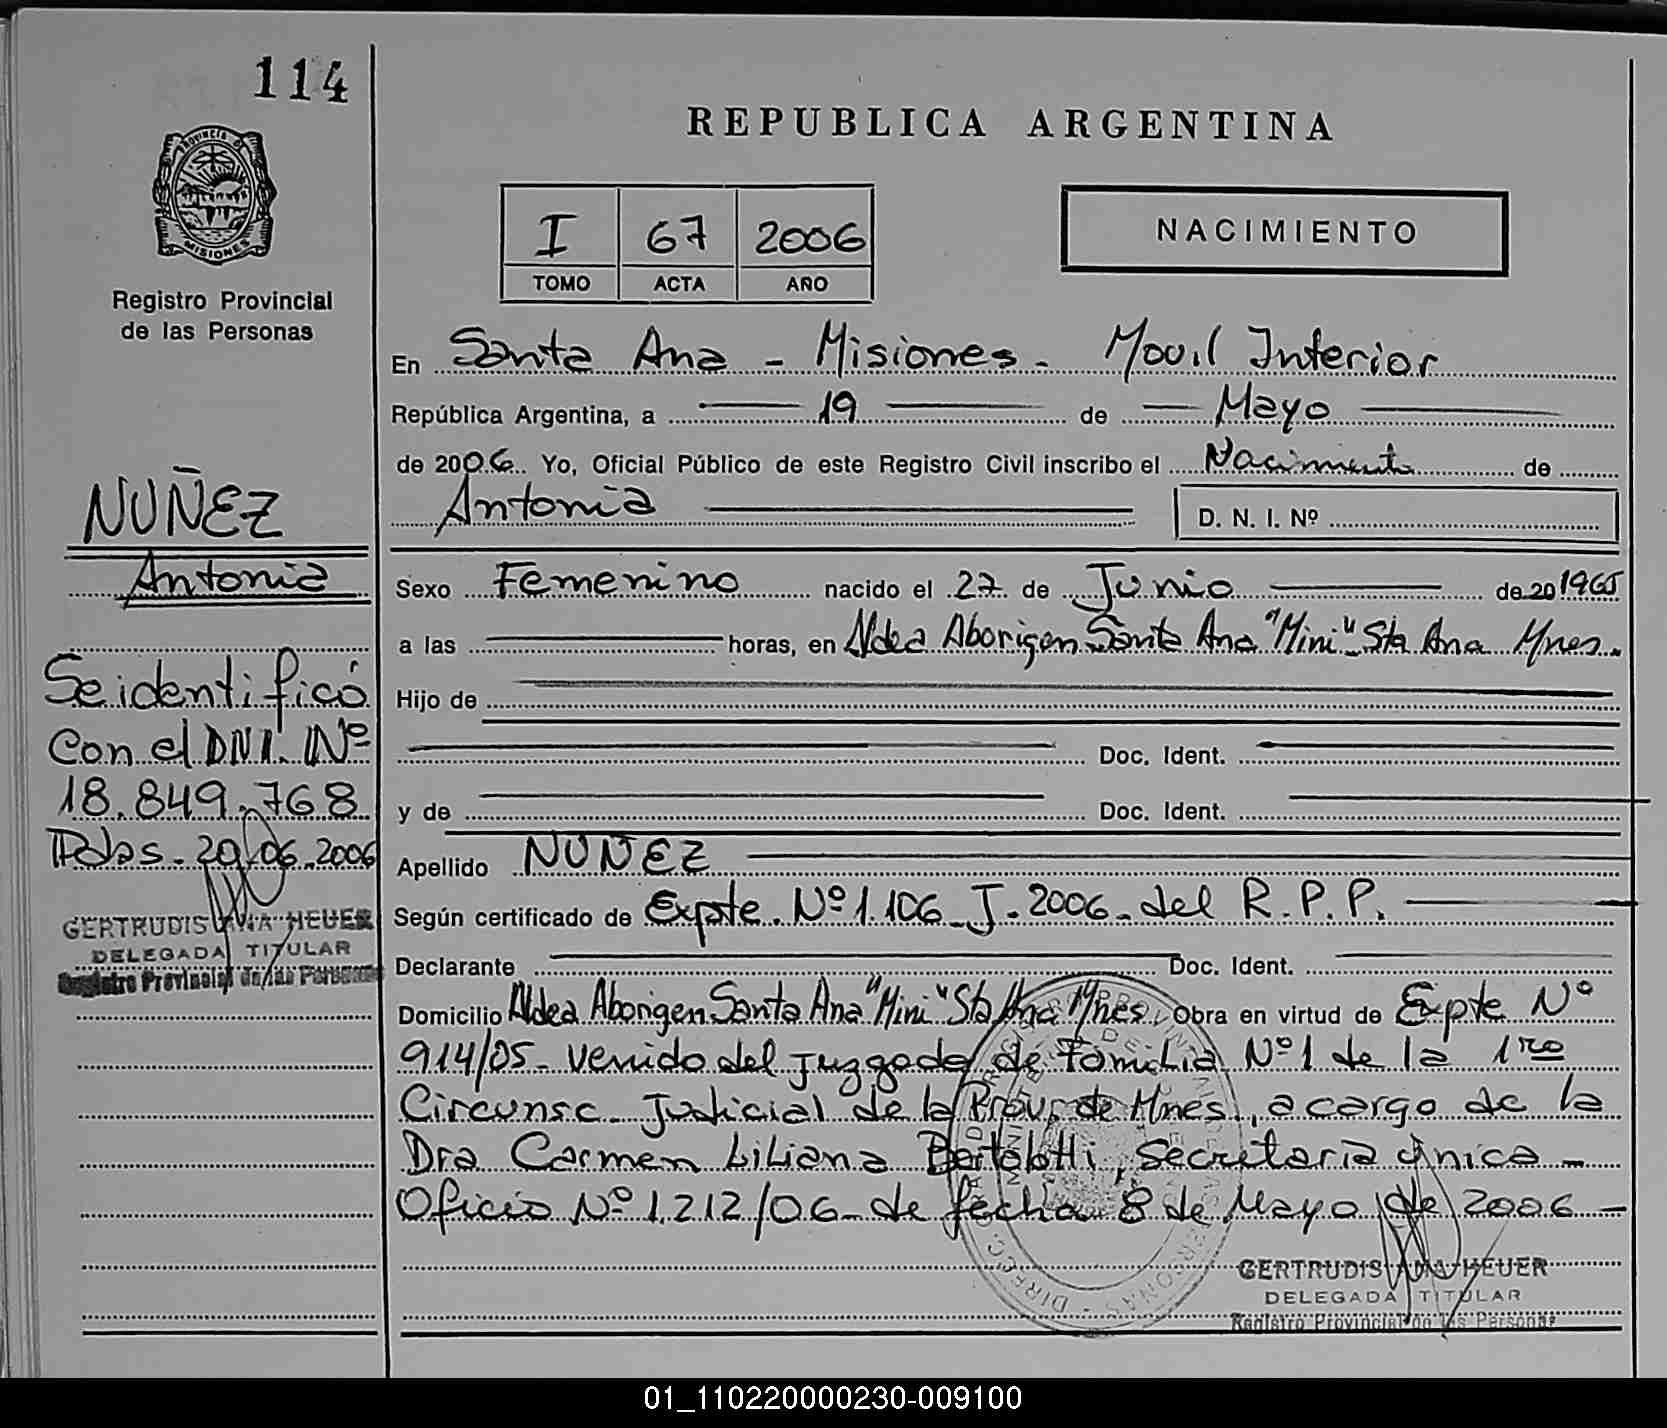 114
PROVINCIA DE
MISIONES
Registro Provincial
de las Personas
NUÑEZ
Antonia
Se identificó
Con el DNI. Nº
18.849.768
Pdas. 20/06.2006
GERTRUDIS ANA HEUER
DELEGADA TITULAR
Registro Provincial de las Personas
REPUBLICA ARGENTINA
I 67 2006
TOMO ACTA AÑO
NACIMIENTO
En Santa Ana - Misiones - Movil Interior
República Argentina, a 19 de Mayo
de 2006. Yo, Oficial Público de este Registro Civil inscribo el Nacimiento de
Antonia D. N. I. Nº
Sexo Femenino nacido el 27 de Junio de 20 1965
a las horas, en Aldea Aborigen Santa Ana "Mini" Sta Ana Mnes.
Hijo de
Doc. Ident.
y de Doc. Ident.
Apellido NUÑEZ
Según certificado de Expte. Nº 1.106 - J - 2006 - del R.P.P.
Declarante Doc. Ident.
Domicilio Aldea Aborigen Santa Ana "Mini" Sta Ana Mnes. Obra en virtud de Expte Nº
914/05 - venido del Juzgado de Familia Nº 1 de la 1ra
Circunsc. Judicial de la Prov. de Mnes, a cargo de la
Dra Carmen Liliana Bertolotti, Secretaria única -
Oficio Nº 1.212/06 - de fecha 8 de Mayo de 2006 -
GERTRUDIS ANA HEUER
DELEGADA TITULAR
Registro Provincial de las Personas
01_110220000230-009100